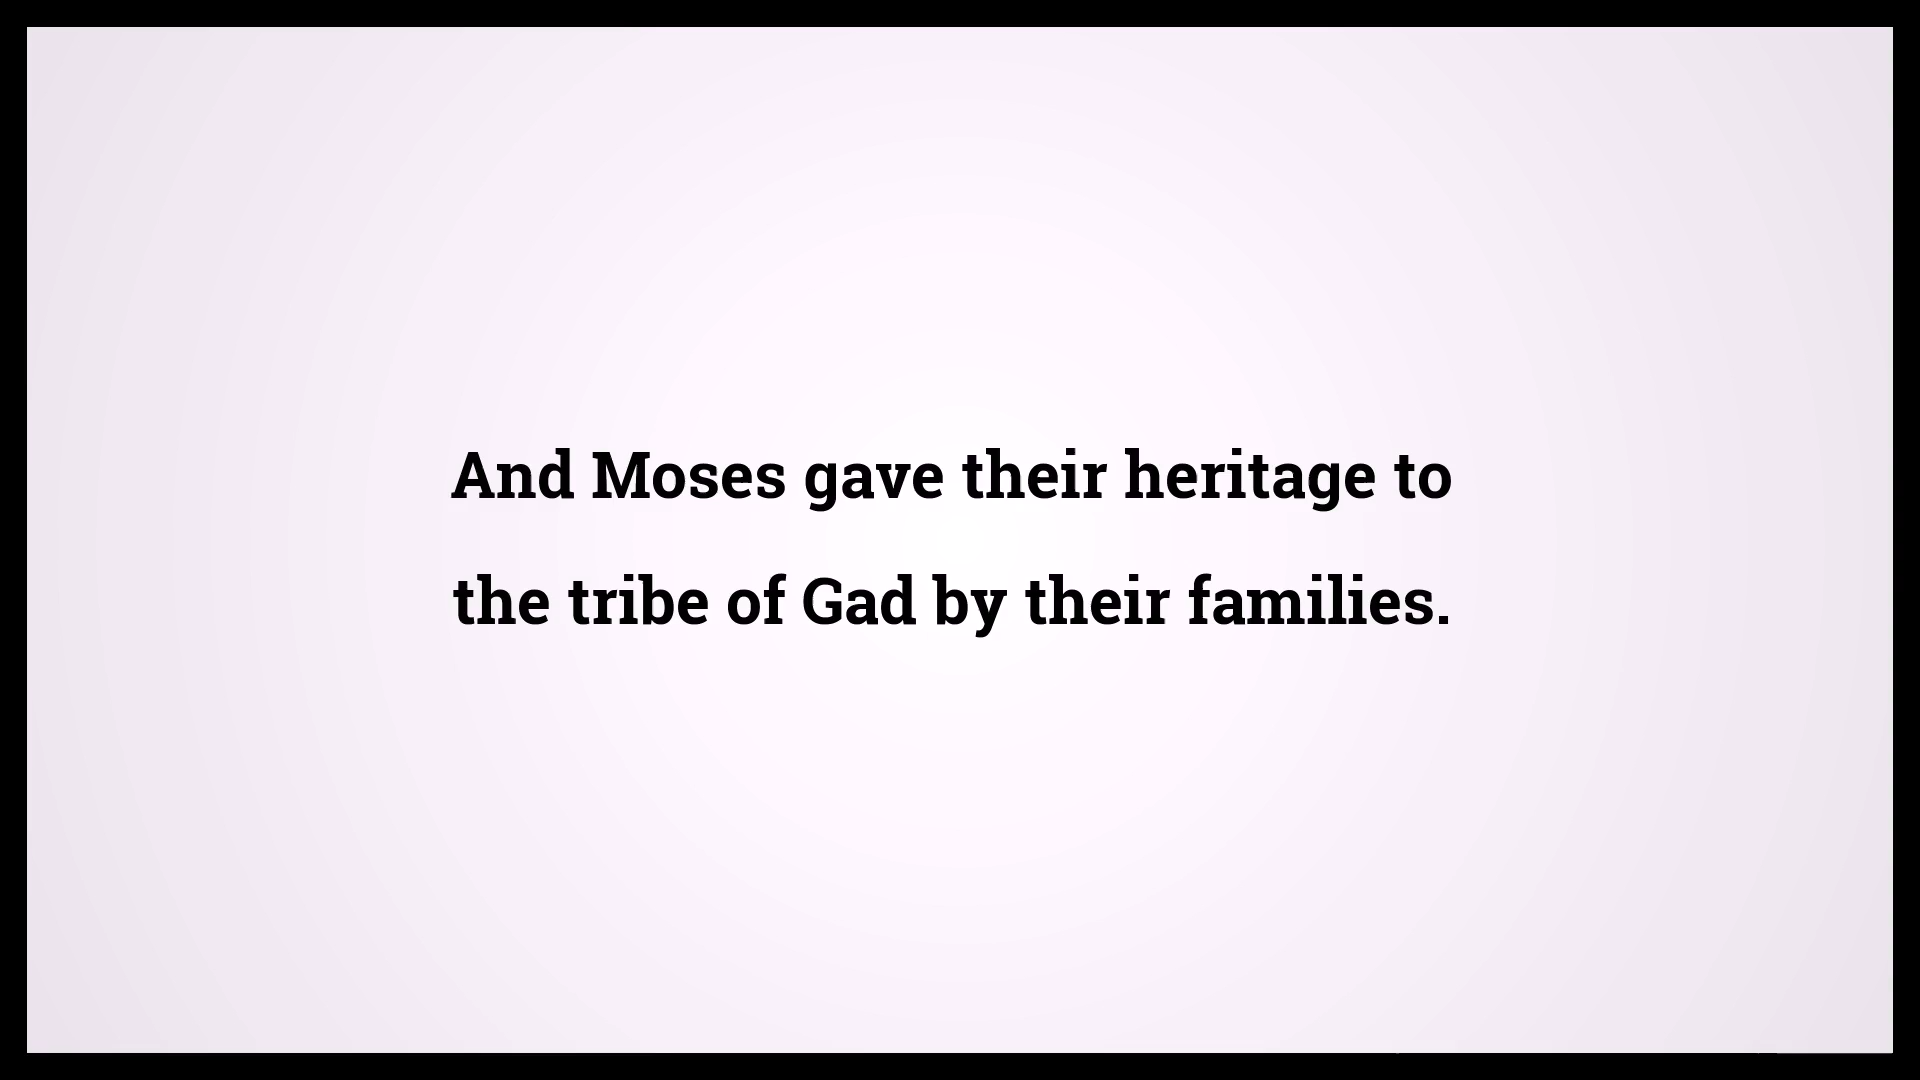 And Moses gave their heritage to
the tribe of Gad by their families.